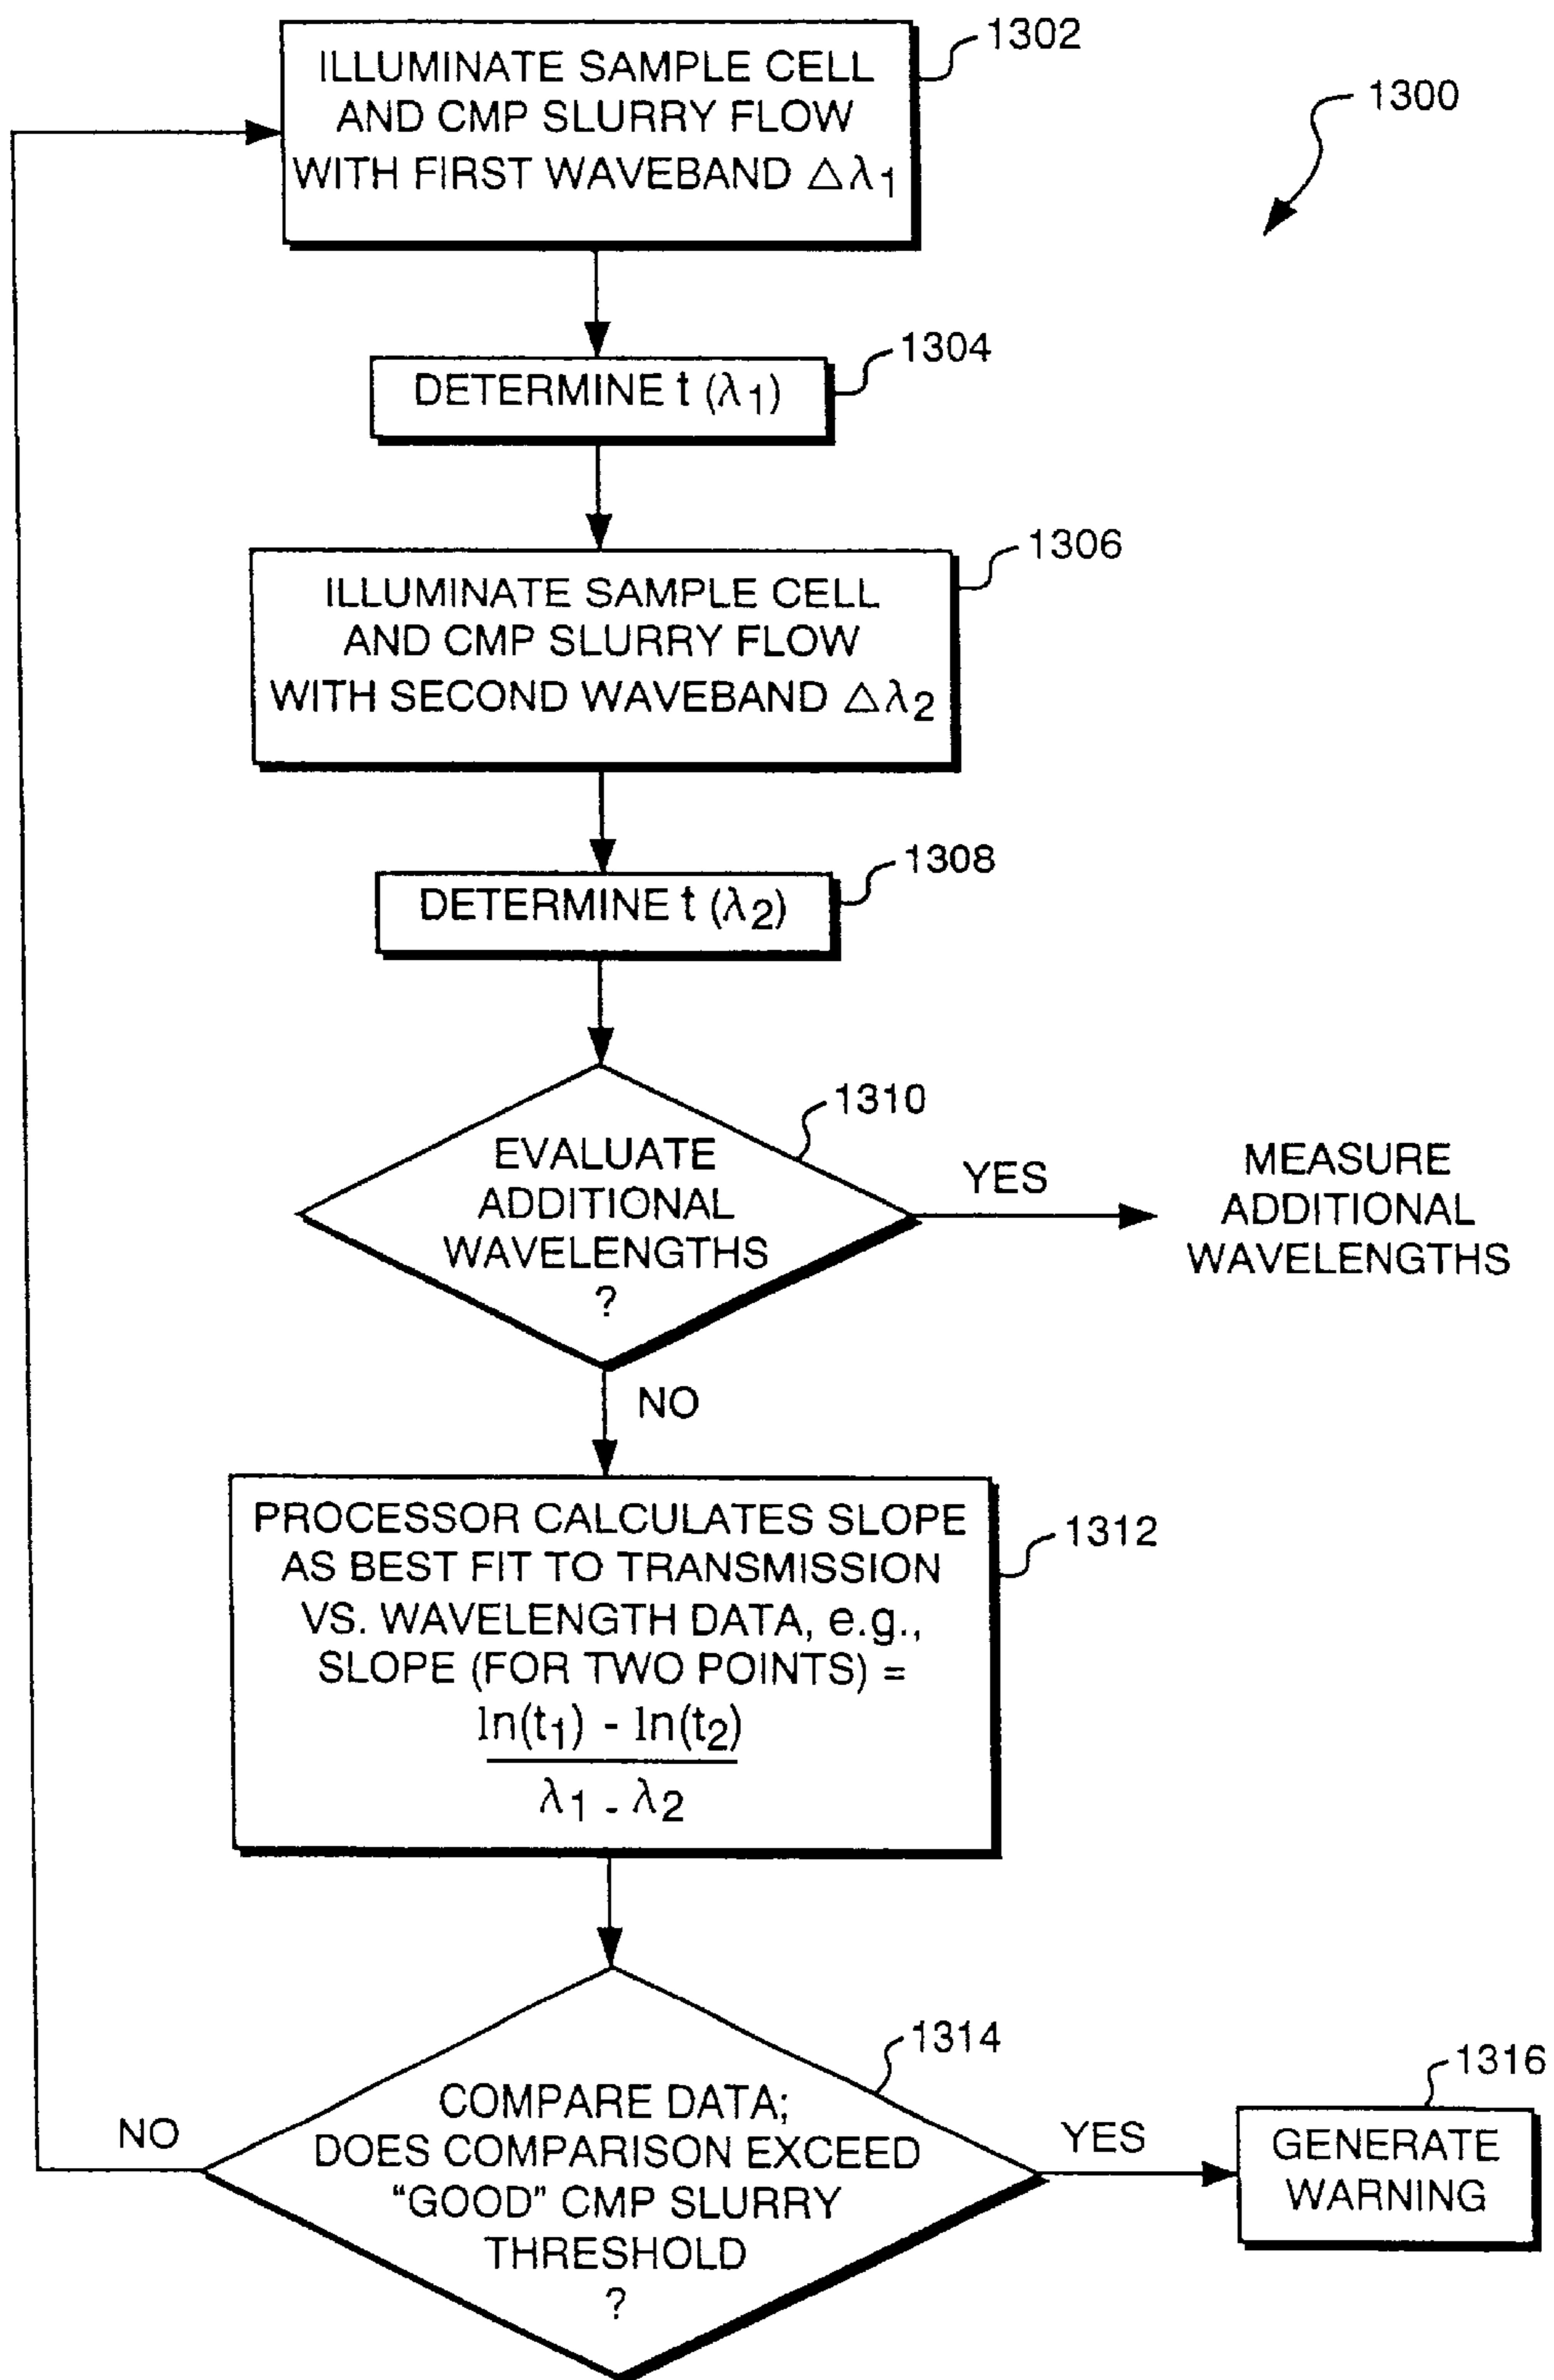 1302
ILLUMINATE SAMPLE CELL
AND CMP SLURRY FLOW
WITH FIRST WAVEBAND △λ1
1300
1304
DETERMINE t (λ1)
1306
ILLUMINATE SAMPLE CELL
AND CMP SLURRY FLOW
WITH SECOND WAVEBAND △λ2
1308
DETERMINE t (λ2)
1310
EVALUATE
ADDITIONAL
WAVELENGTHS
?
YES
MEASURE
ADDITIONAL
WAVELENGTHS
NO
1312
PROCESSOR CALCULATES SLOPE
AS BEST FIT TO TRANSMISSION
VS. WAVELENGTH DATA, e.g.,
SLOPE (FOR TWO POINTS) =
ln(t1) - ln(t2)
λ1 - λ2
1314
COMPARE DATA;
DOES COMPARISON EXCEED
“GOOD” CMP SLURRY
THRESHOLD
?
NO
YES
1316
GENERATE
WARNING